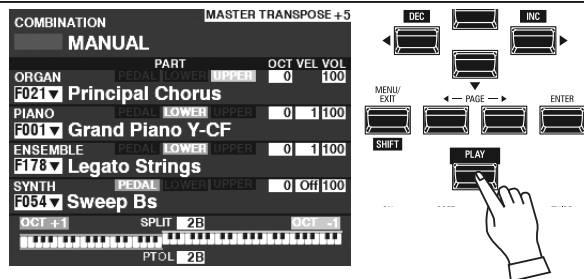 COMBINATION
MASTER TRANSPOSE +5
MANUAL
PART OCT VEL VOL
ORGAN PEDAL LOWER UPPER 0 100
F021▼ Principal Chorus
PIANO PEDAL LOWER UPPER 0 1 100
F001▼ Grand Piano Y-CF
ENSEMBLE PEDAL LOWER UPPER 0 1 100
F178▼ Legato Strings
SYNTH PEDAL LOWER UPPER 0 Off 100
F054▼ Sweep Bs
OCT +1 SPLIT 2B OCT -1
PTOL 2B
DEC INC
MENU/
EXIT
PAGE
ENTER
SHIFT
PLAY